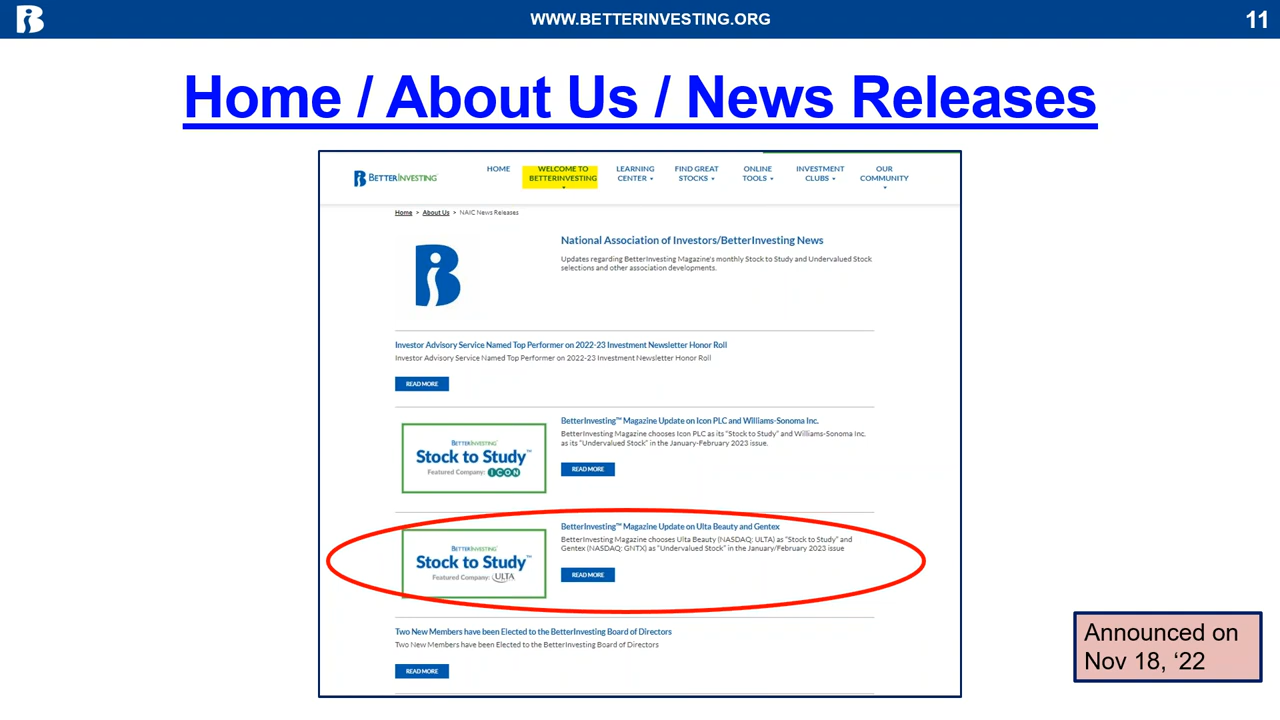 WWW.BETTERINVESTING.ORG
11
Home / About Us / News Releases
BETTERINVESTING™
HOME
WELCOME TO
BETTERINVESTING
LEARNING
CENTER
FIND GREAT
STOCKS
ONLINE
TOOLS
INVESTMENT
CLUBS
OUR
COMMUNITY
Home > About Us > NAIC News Releases
National Association of Investors/BetterInvesting News
Updates regarding BetterInvesting Magazine's monthly Stock to Study and Undervalued Stock
selections and other association developments.
Investor Advisory Service Named Top Performer on 2022-23 Investment Newsletter Honor Roll
Investor Advisory Service Named Top Performer on 2022-23 Investment Newsletter Honor Roll
READ MORE
BETTERINVESTING™
Stock to Study™
Featured Company: ICON
BetterInvesting™ Magazine Update on Icon PLC and Williams-Sonoma Inc.
BetterInvesting Magazine chooses Icon PLC as its "Stock to Study" and Williams-Sonoma Inc.
as its "Undervalued Stock" in the January-February 2023 issue.
READ MORE
BETTERINVESTING™
Stock to Study™
Featured Company: ULTA
BetterInvesting™ Magazine Update on Ulta Beauty and Gentex
BetterInvesting Magazine chooses Ulta Beauty (NASDAQ: ULTA) as "Stock to Study" and
Gentex (NASDAQ: GNTX) as "Undervalued Stock" in the January/February 2023 issue
READ MORE
Two New Members have been Elected to the BetterInvesting Board of Directors
Two New Members have been Elected to the BetterInvesting Board of Directors
READ MORE
Announced on
Nov 18, ‘22